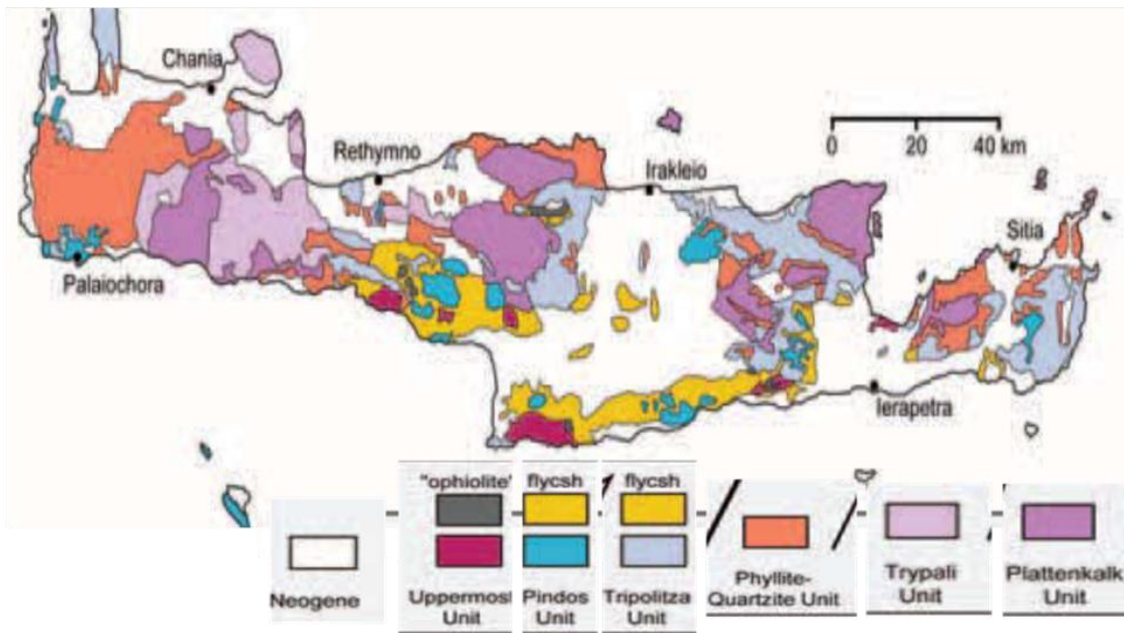 Chania
Rethymno
Irakleio
0 20 40 km
Sitia
Palaiochora
Ierapetra
"ophiolite"
flycsh
flycsh
Neogene
Uppermost
Unit
Pindos
Unit
Tripolitza
Unit
Phyllite-
Quartzite Unit
Trypali
Unit
Plattenkalk
Unit